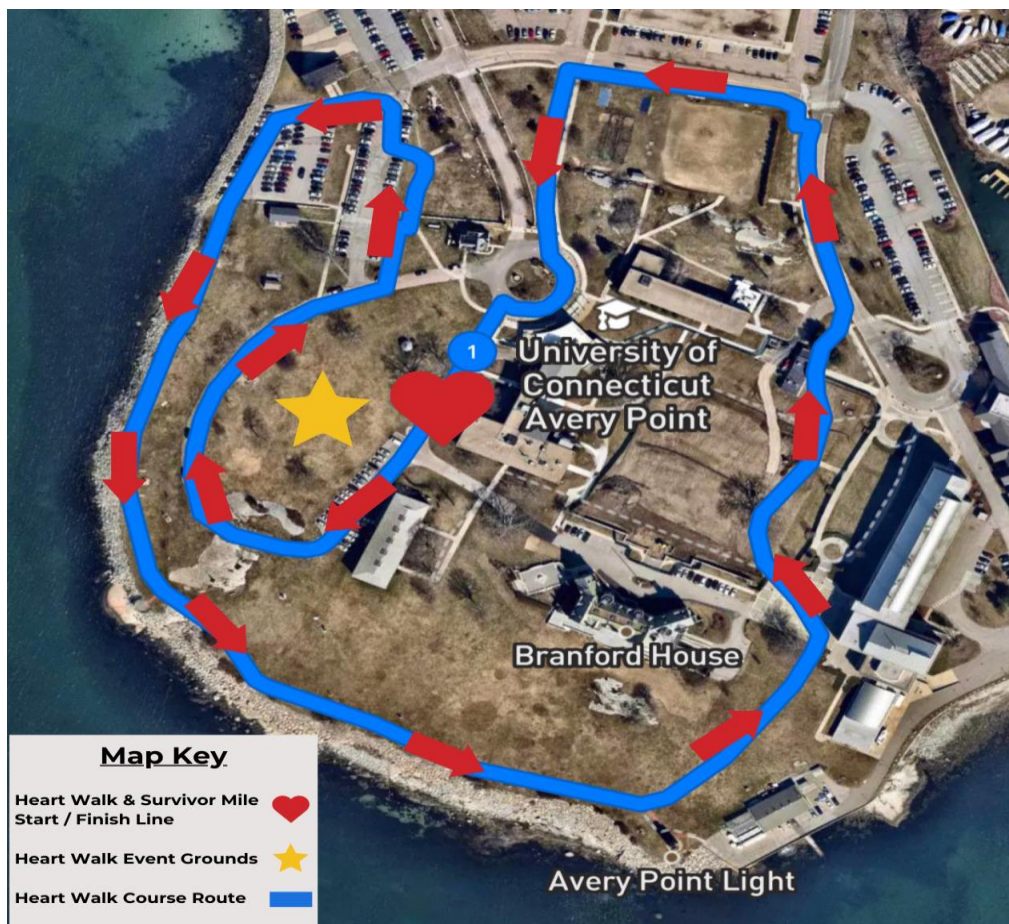 1
University of
Connecticut
Avery Point
Branford House
Avery Point Light
Map Key
Heart Walk & Survivor Mile
Start / Finish Line
Heart Walk Event Grounds
Heart Walk Course Route